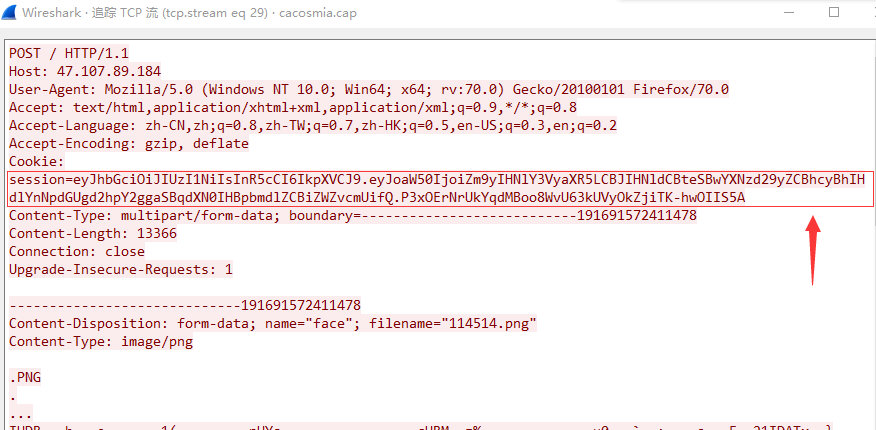 Wireshark · 追踪 TCP 流 (tcp.stream eq 29) · cacosmia.cap
POST / HTTP/1.1
Host: 47.107.89.184
User-Agent: Mozilla/5.0 (Windows NT 10.0; Win64; x64; rv:70.0) Gecko/20100101 Firefox/70.0
Accept: text/html,application/xhtml+xml,application/xml;q=0.9,*/*;q=0.8
Accept-Language: zh-CN,zh;q=0.8,zh-TW;q=0.7,zh-HK;q=0.5,en-US;q=0.3,en;q=0.2
Accept-Encoding: gzip, deflate
Cookie:
session=eyJhbGciOiJIUzI1NiIsInR5cCI6IkpXVCJ9.eyJoaW50IjoiZm9yIHNlY3VyaXR5LCBJIHNldCBteSBwYXNzd29yZCBhcyBhIH
dlYnNpdGUgd2hpY2ggaSBqdXN0IHBpbmdlZCBiZWZvcmUifQ.P3xOErNrUkYqdMBoo8WvU63kUVyOkZjiTK-hwOIIS5A
Content-Type: multipart/form-data; boundary=---------------------------191691572411478
Content-Length: 13366
Connection: close
Upgrade-Insecure-Requests: 1
-----------------------------191691572411478
Content-Disposition: form-data; name="face"; filename="114514.png"
Content-Type: image/png
.PNG
.
...